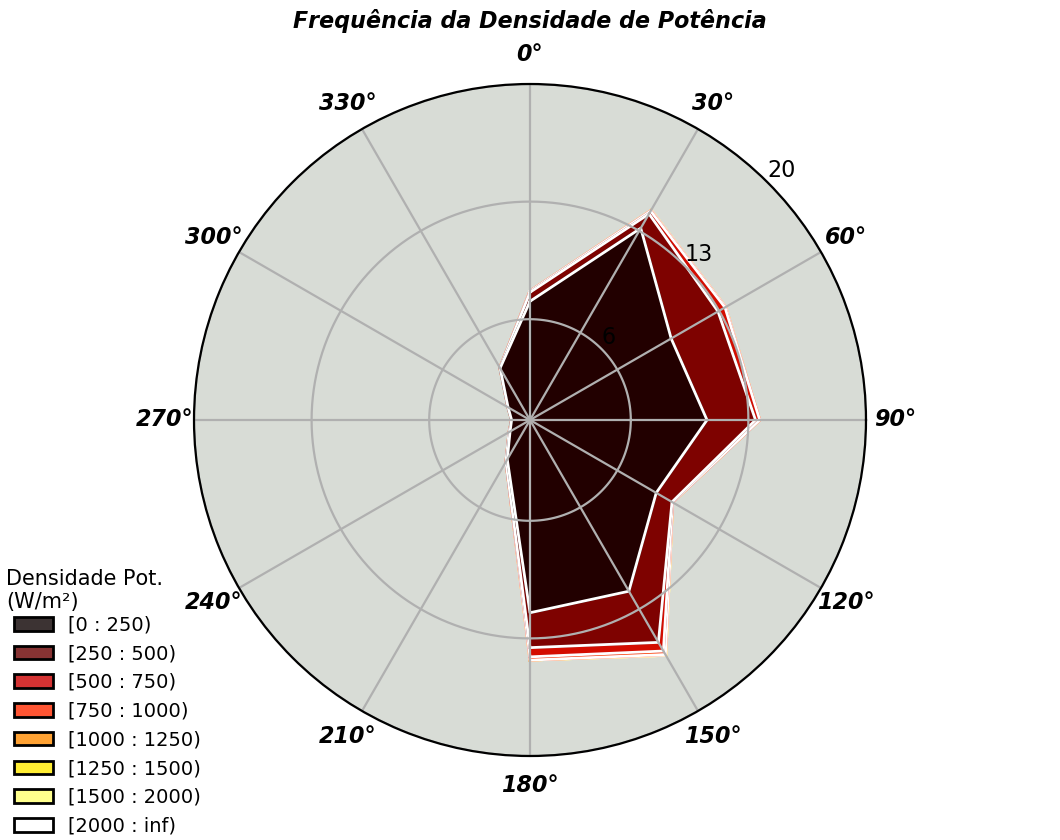 Frequência da Densidade de Potência
0°
330°
30°
20
300°
60°
13
6
270°
90°
240°
120°
210°
150°
180°
Densidade Pot.
(W/m²)
[0 : 250)
[250 : 500)
[500 : 750)
[750 : 1000)
[1000 : 1250)
[1250 : 1500)
[1500 : 2000)
[2000 : inf)